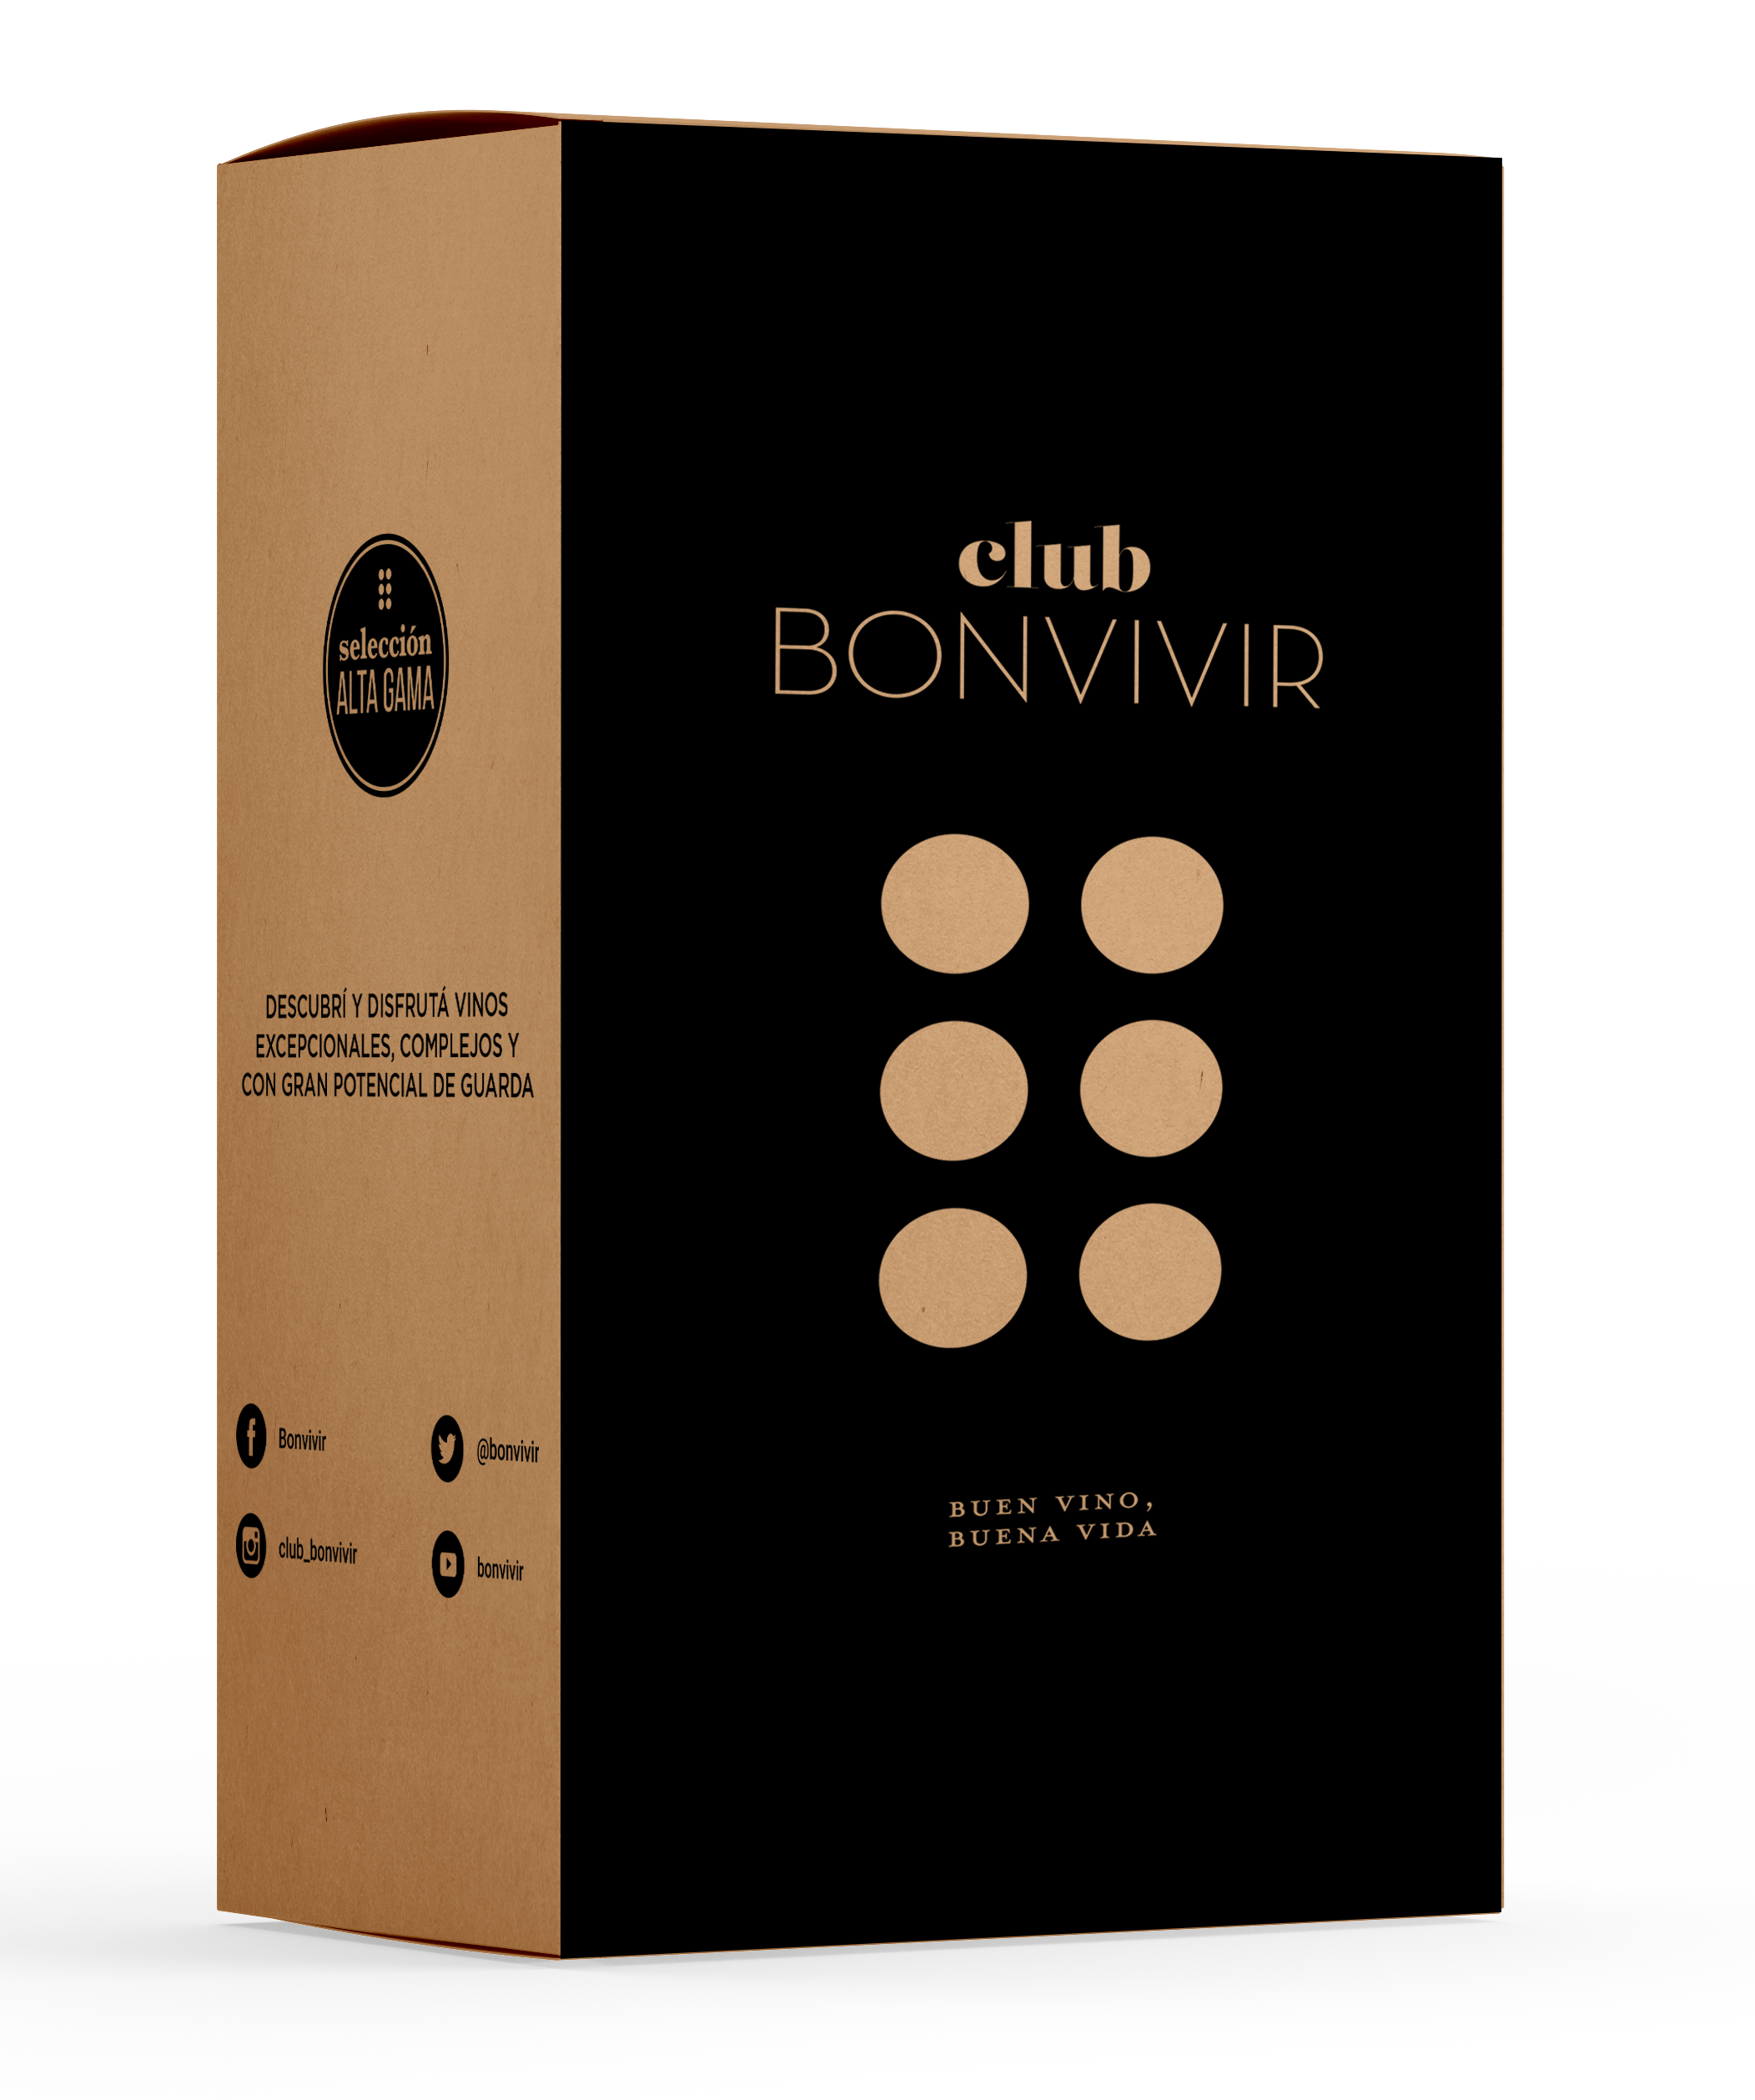 club
BONVIVIR
BUEN VINO,
BUENA VIDA
selección
ALTA GAMA
DESCUBRÍ Y DISFRUTÁ VINOS
EXCEPCIONALES, COMPLEJOS Y
CON GRAN POTENCIAL DE GUARDA
Bonvivir
@bonvivir
club_bonvivir
bonvivir